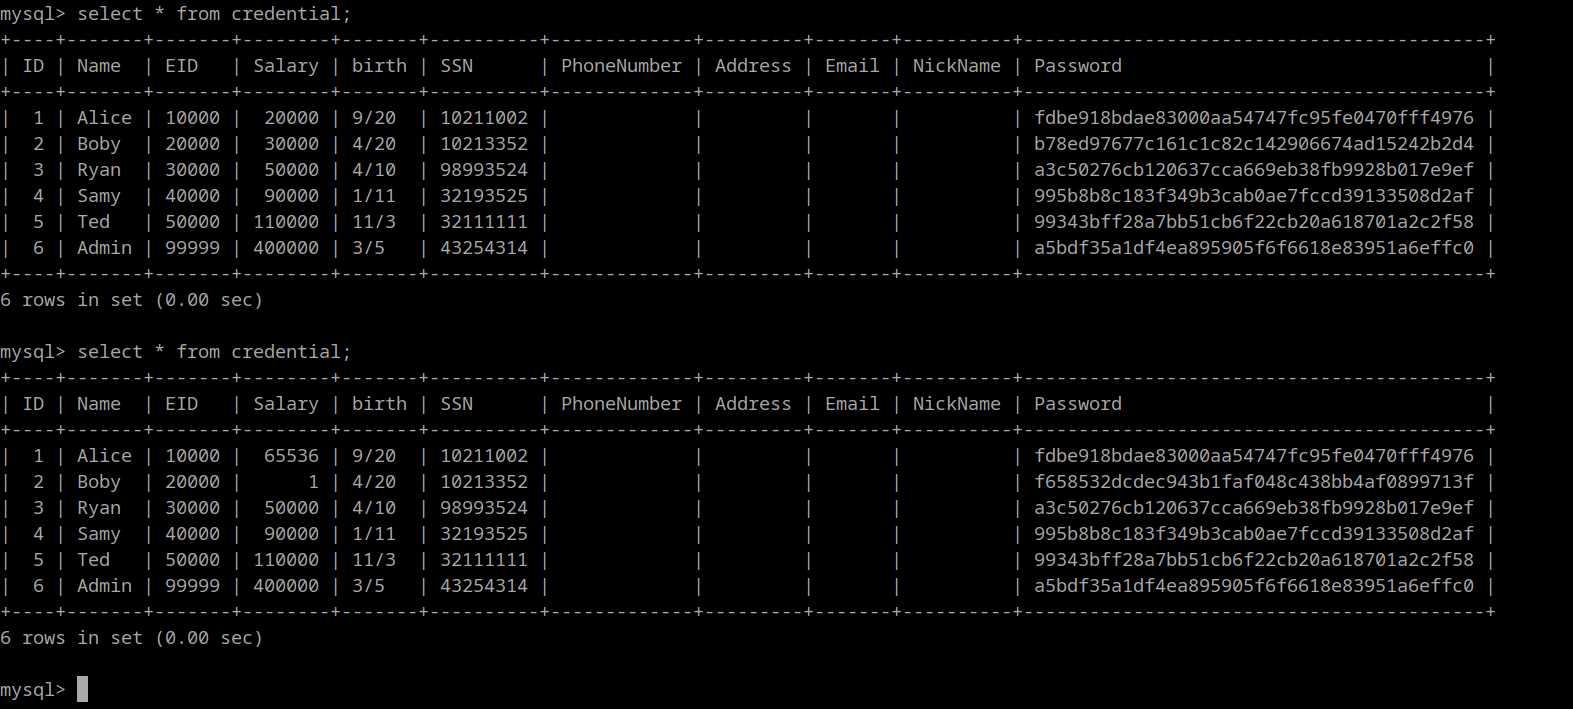 mysql> select * from credential;
+----+-------+-------+--------+-------+----------+-------------+---------+-------+----------+------------------------------------------+
| ID | Name  | EID   | Salary | birth | SSN      | PhoneNumber | Address | Email | NickName | Password                                 |
+----+-------+-------+--------+-------+----------+-------------+---------+-------+----------+------------------------------------------+
|  1 | Alice | 10000 |  20000 | 9/20  | 10211002 |             |         |       |          | fdbe918bdae83000aa54747fc95fe0470fff4976 |
|  2 | Boby  | 20000 |  30000 | 4/20  | 10213352 |             |         |       |          | b78ed97677c161c1c82c142906674ad15242b2d4 |
|  3 | Ryan  | 30000 |  50000 | 4/10  | 98993524 |             |         |       |          | a3c50276cb120637cca669eb38fb9928b017e9ef |
|  4 | Samy  | 40000 |  90000 | 1/11  | 32193525 |             |         |       |          | 995b8b8c183f349b3cab0ae7fccd39133508d2af |
|  5 | Ted   | 50000 | 110000 | 11/3  | 32111111 |             |         |       |          | 99343bff28a7bb51cb6f22cb20a618701a2c2f58 |
|  6 | Admin | 99999 | 400000 | 3/5   | 43254314 |             |         |       |          | a5bdf35a1df4ea895905f6f6618e83951a6effc0 |
+----+-------+-------+--------+-------+----------+-------------+---------+-------+----------+------------------------------------------+
6 rows in set (0.00 sec)

mysql> select * from credential;
+----+-------+-------+--------+-------+----------+-------------+---------+-------+----------+------------------------------------------+
| ID | Name  | EID   | Salary | birth | SSN      | PhoneNumber | Address | Email | NickName | Password                                 |
+----+-------+-------+--------+-------+----------+-------------+---------+-------+----------+------------------------------------------+
|  1 | Alice | 10000 |  65536 | 9/20  | 10211002 |             |         |       |          | fdbe918bdae83000aa54747fc95fe0470fff4976 |
|  2 | Boby  | 20000 |      1 | 4/20  | 10213352 |             |         |       |          | f658532dcdec943b1faf048c438bb4af0899713f |
|  3 | Ryan  | 30000 |  50000 | 4/10  | 98993524 |             |         |       |          | a3c50276cb120637cca669eb38fb9928b017e9ef |
|  4 | Samy  | 40000 |  90000 | 1/11  | 32193525 |             |         |       |          | 995b8b8c183f349b3cab0ae7fccd39133508d2af |
|  5 | Ted   | 50000 | 110000 | 11/3  | 32111111 |             |         |       |          | 99343bff28a7bb51cb6f22cb20a618701a2c2f58 |
|  6 | Admin | 99999 | 400000 | 3/5   | 43254314 |             |         |       |          | a5bdf35a1df4ea895905f6f6618e83951a6effc0 |
+----+-------+-------+--------+-------+----------+-------------+---------+-------+----------+------------------------------------------+
6 rows in set (0.00 sec)

mysql>